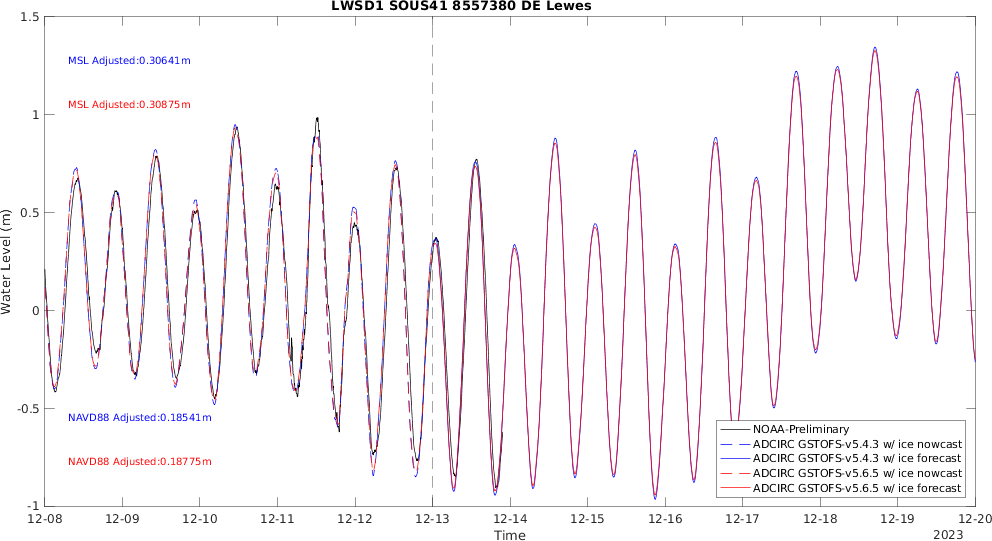 LWSD1 SOUS41 8557380 DE Lewes
1.5
1
0.5
0
-0.5
-1
Water Level (m)
MSL Adjusted:0.30641m
MSL Adjusted:0.30875m
NAVD88 Adjusted:0.18541m
NAVD88 Adjusted:0.18775m
NOAA-Preliminary
ADCIRC GSTOFS-v5.4.3 w/ ice nowcast
ADCIRC GSTOFS-v5.4.3 w/ ice forecast
ADCIRC GSTOFS-v5.6.5 w/ ice nowcast
ADCIRC GSTOFS-v5.6.5 w/ ice forecast
12-08 12-09 12-10 12-11 12-12 12-13 12-14 12-15 12-16 12-17 12-18 12-19 12-20
Time
2023